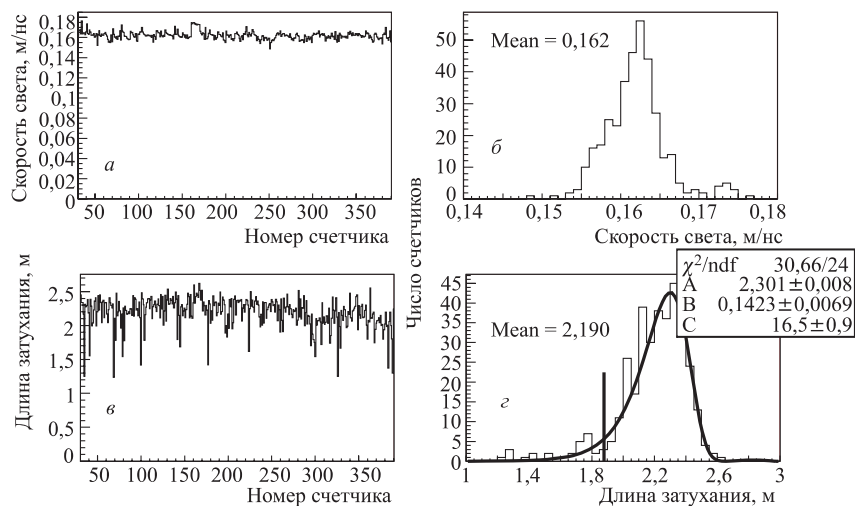 Скорость света, м/нс
0,18
0,16
0,14
0,12
0,1
0,08
0,06
0,04
0,02
0
а
50 100 150 200 250 300 350
Номер счетчика
Число счетчиков
50
40
30
20
10
0
Mean = 0,162
б
0,14 0,15 0,16 0,17 0,18
Скорость света, м/нс
Длина затухания, м
2,5
2
1,5
1
0,5
0
в
50 100 150 200 250 300 350
Номер счетчика
45
40
35
30
25
20
15
10
5
0
Mean = 2,190
г
χ²/ndf 30,66/24
A 2,301±0,008
B 0,1423±0,0069
C 16,5±0,9
1 1,4 1,8 2,2 2,6 3
Длина затухания, м